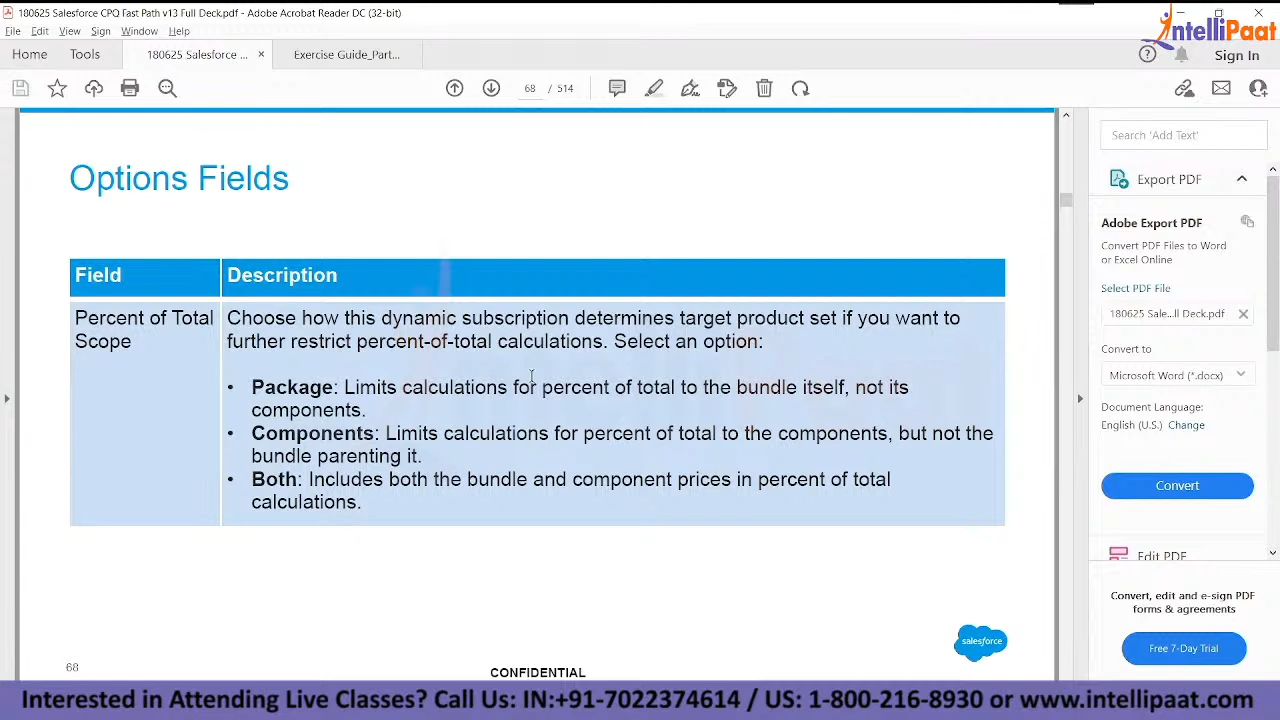 180625 Salesforce CPQ Fast Path v13 Full Deck.pdf - Adobe Acrobat Reader DC (32-bit)
File Edit View Sign Window Help
IntelliPaat
Home Tools 180625 Salesforce ... × Exercise Guide_Part... Sign In
68 / 514
Options Fields
Field Description
Percent of Total Scope
Choose how this dynamic subscription determines target product set if you want to
further restrict percent-of-total calculations. Select an option:
• Package: Limits calculations for percent of total to the bundle itself, not its
components.
• Components: Limits calculations for percent of total to the components, but not the
bundle parenting it.
• Both: Includes both the bundle and component prices in percent of total
calculations.
salesforce
68
CONFIDENTIAL
Search 'Add Text'
Export PDF
Adobe Export PDF
Convert PDF Files to Word
or Excel Online
Select PDF File
180625 Sale...ll Deck.pdf
Convert to
Microsoft Word (*.docx)
Document Language:
English (U.S.) Change
Convert
Edit PDF
Convert, edit and e-sign PDF
forms & agreements
Free 7-Day Trial
Interested in Attending Live Classes? Call Us: IN:+91-7022374614 / US: 1-800-216-8930 or www.intellipaat.com